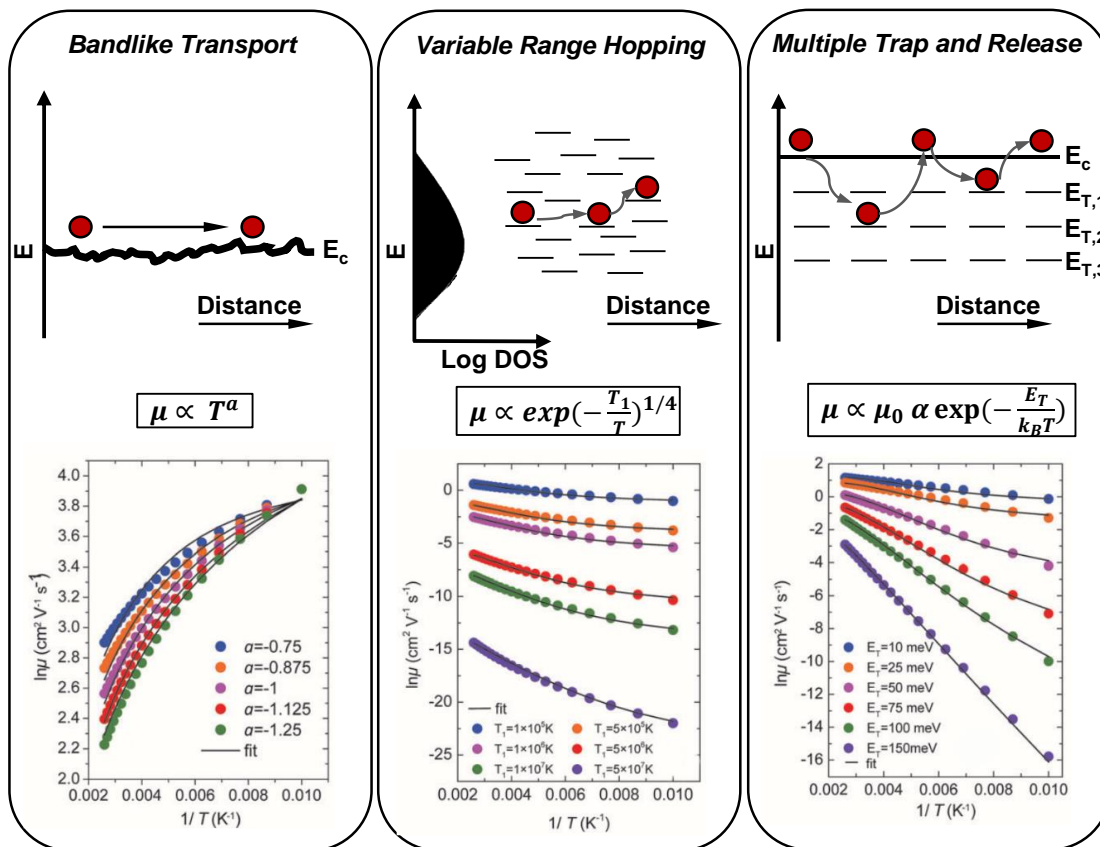 Bandlike Transport
E
E_c
Distance
μ ∝ T^a
lnμ (cm² V⁻¹ s⁻¹)
4.0
3.8
3.6
3.4
3.2
3.0
2.8
2.6
2.4
2.2
2.0
a=-0.75
a=-0.875
a=-1
a=-1.125
a=-1.25
fit
0.002 0.004 0.006 0.008 0.010
1/ T (K⁻¹)
Variable Range Hopping
E
Log DOS
Distance
μ ∝ exp(−T₁/T)^1/4
lnμ (cm² V⁻¹ s⁻¹)
0
-5
-10
-15
-20
-25
fit
T₁=1×10⁵K T₁=5×10⁵K
T₁=1×10⁶K T₁=5×10⁶K
T₁=1×10⁷K T₁=5×10⁷K
0.002 0.004 0.006 0.008 0.010
1/ T (K⁻¹)
Multiple Trap and Release
E
E_c
E_T,1
E_T,2
E_T,3
Distance
μ ∝ μ₀ α exp(−E_T/k_BT)
lnμ (cm² V⁻¹ s⁻¹)
2
0
-2
-4
-6
-8
-10
-12
-14
-16
E_T=10 meV
E_T=25 meV
E_T=50 meV
E_T=75 meV
E_T=100 meV
E_T=150meV
fit
0.002 0.004 0.006 0.008 0.010
1/ T (K⁻¹)